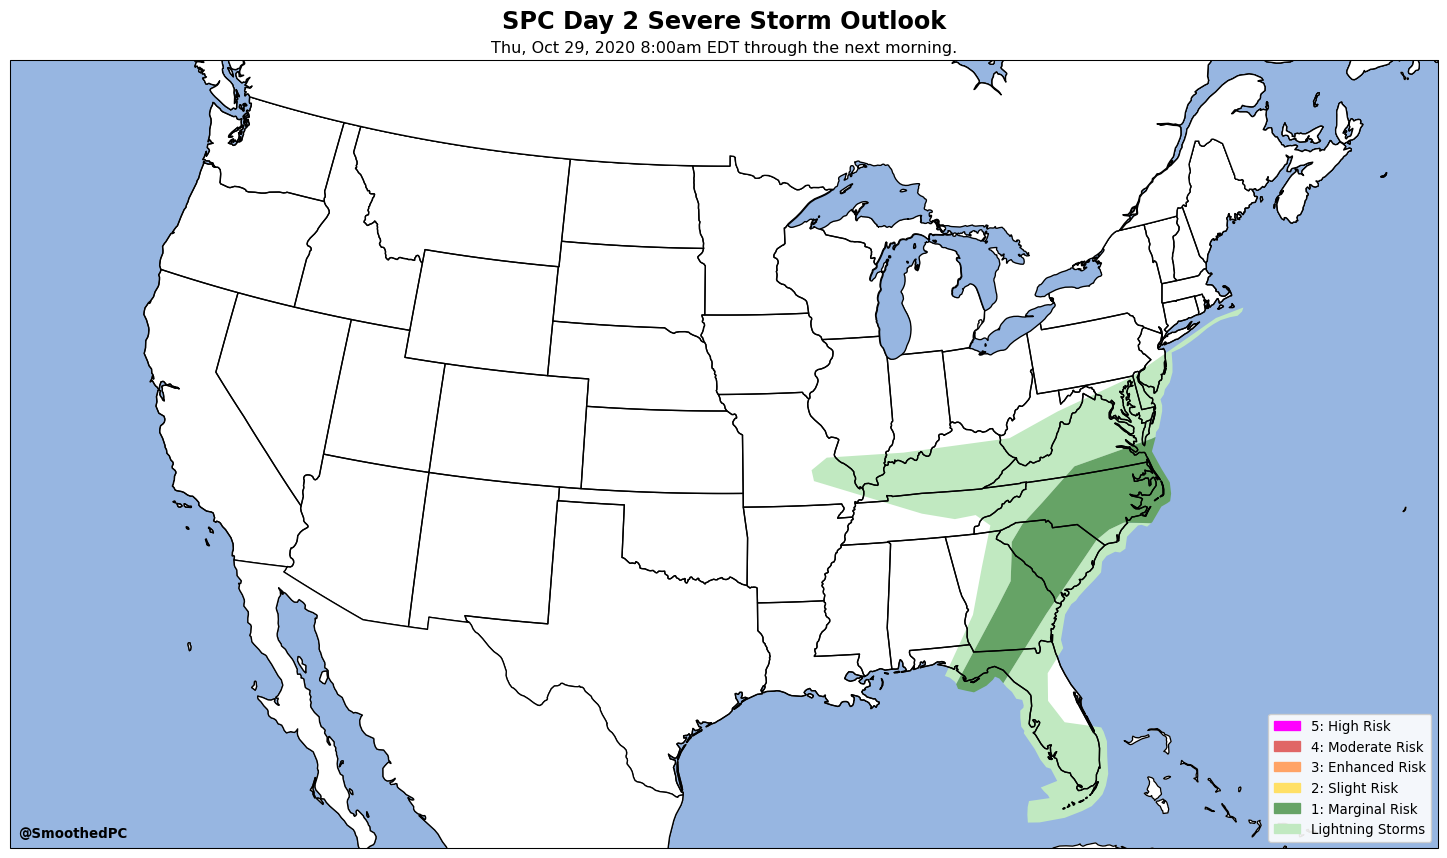 SPC Day 2 Severe Storm Outlook
Thu, Oct 29, 2020 8:00am EDT through the next morning.
5: High Risk
4: Moderate Risk
3: Enhanced Risk
2: Slight Risk
1: Marginal Risk
Lightning Storms
@SmoothedPC